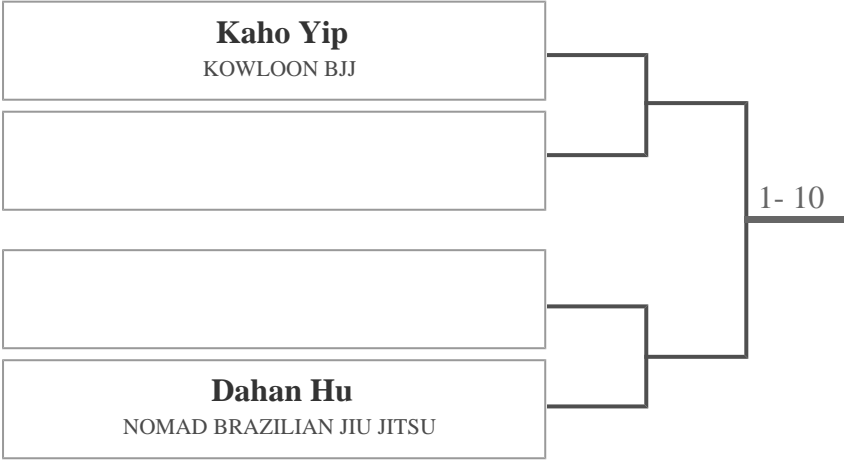 Kaho Yip
KOWLOON BJJ
1- 10
Dahan Hu
NOMAD BRAZILIAN JIU JITSU